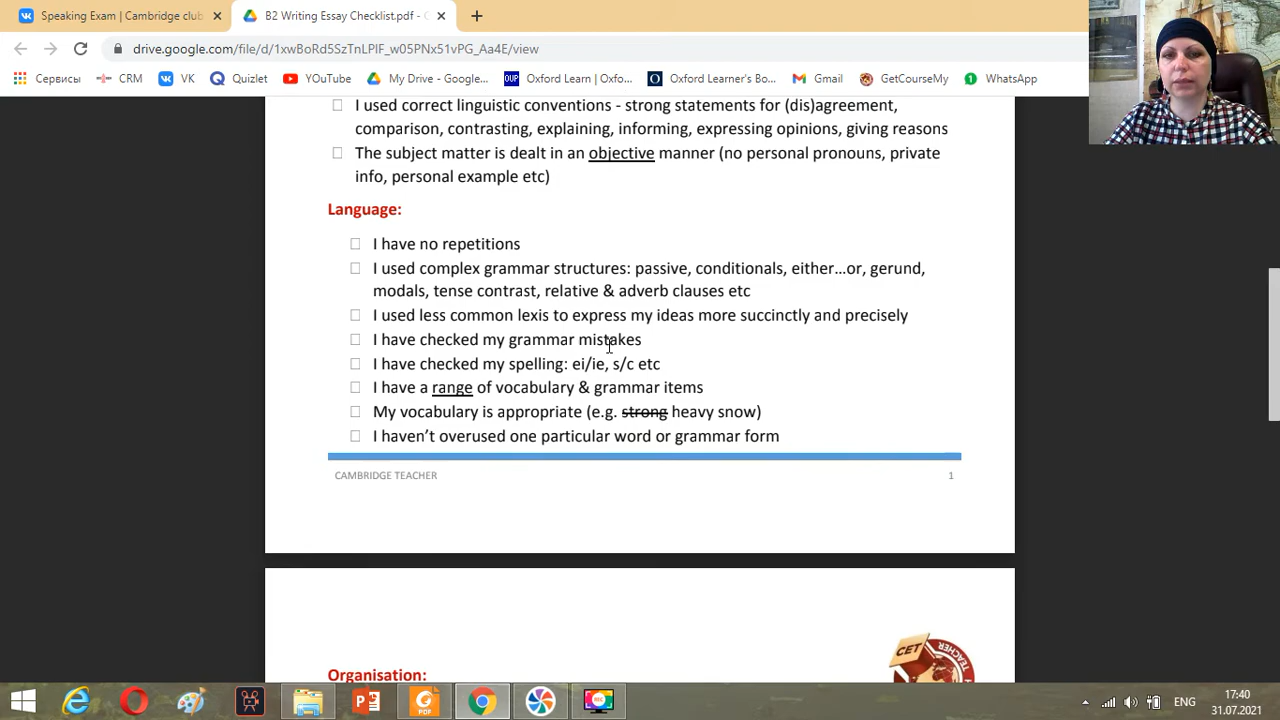 Speaking Exam | Cambridge club
B2 Writing Essay Checklist.pdf -
drive.google.com/file/d/1xwBoRd5SzTnLPIF_w05PNx51vPG_Aa4E/view
Сервисы CRM VK Quizlet YOUTube My Drive - Google... Oxford Learn | Oxfo... Oxford Learner's Bo... Gmail GetCourseMy WhatsApp
I used correct linguistic conventions - strong statements for (dis)agreement,
comparison, contrasting, explaining, informing, expressing opinions, giving reasons
The subject matter is dealt in an objective manner (no personal pronouns, private
info, personal example etc)
Language:
I have no repetitions
I used complex grammar structures: passive, conditionals, either…or, gerund,
modals, tense contrast, relative & adverb clauses etc
I used less common lexis to express my ideas more succinctly and precisely
I have checked my grammar mistakes
I have checked my spelling: ei/ie, s/c etc
I have a range of vocabulary & grammar items
My vocabulary is appropriate (e.g. strong heavy snow)
I haven’t overused one particular word or grammar form
CAMBRIDGE TEACHER 1
Organisation:
CET
TEACHER
PDF
ENG
17:40
31.07.2021